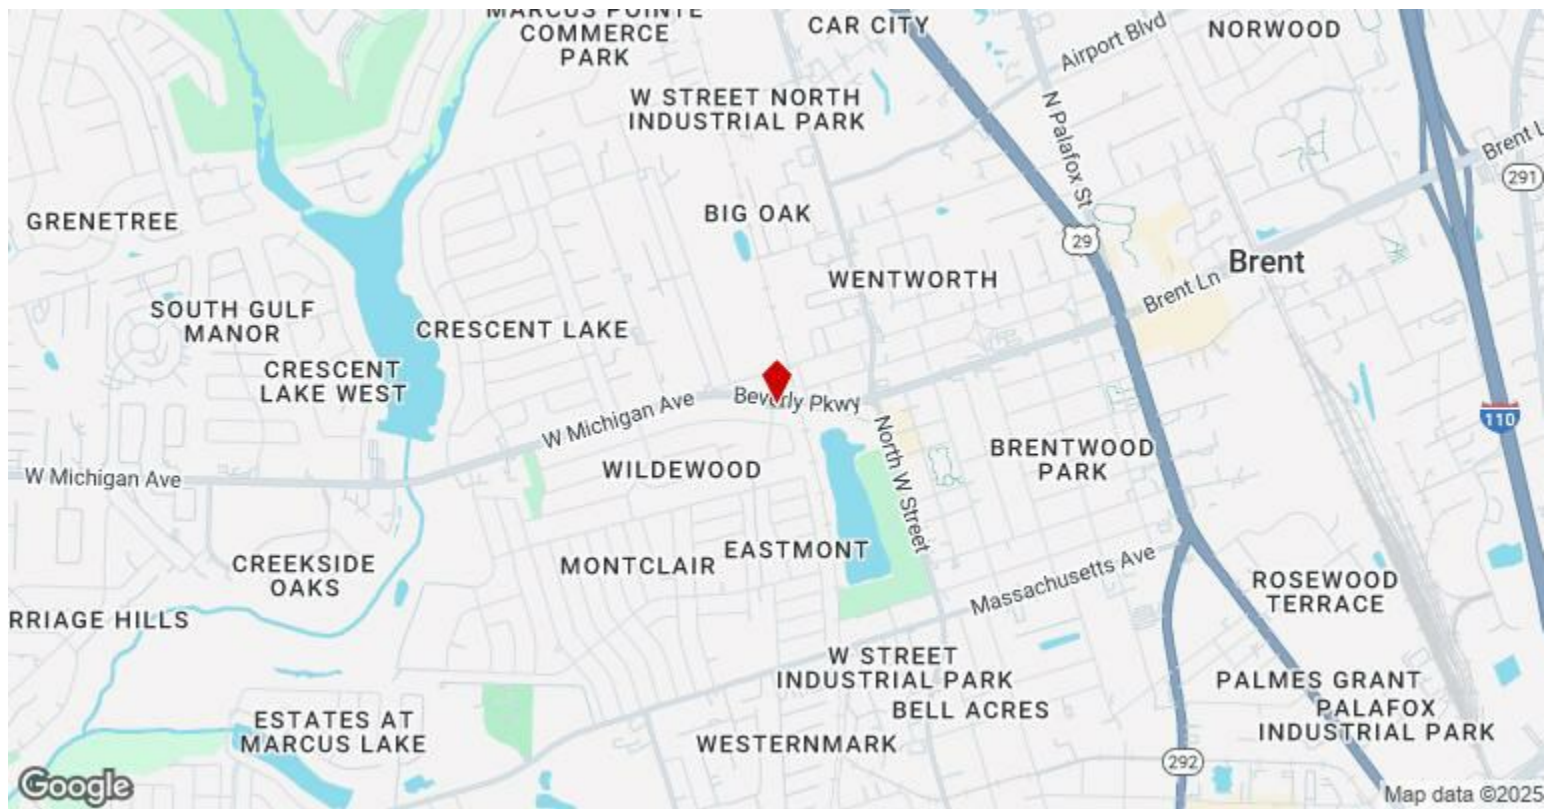 MARCUS POINTE
COMMERCE
PARK
CAR CITY
Airport Blvd
NORWOOD
W STREET NORTH
INDUSTRIAL PARK
N Palafox St
Brent L
291
GRENETREE
BIG OAK
29
Brent
WENTWORTH
Brent Ln
SOUTH GULF
MANOR
CRESCENT LAKE
CRESCENT
LAKE WEST
W Michigan Ave
Beverly Pkwy
110
North W Street
BRENTWOOD
PARK
W Michigan Ave
WILDEWOOD
EASTMONT
MONTCLAIR
CREEKSIDE
OAKS
Massachusetts Ave
ROSEWOOD
TERRACE
RRIAGE HILLS
W STREET
INDUSTRIAL PARK
PALMES GRANT
BELL ACRES
PALAFOX
INDUSTRIAL PARK
ESTATES AT
MARCUS LAKE
WESTERNMARK
292
Google
Map data ©2025